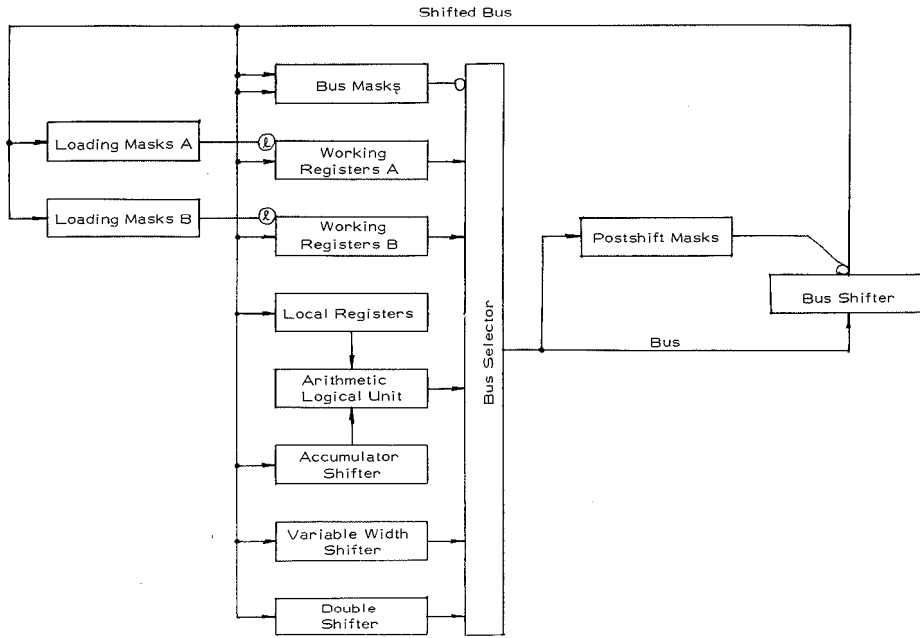 Shifted Bus
Bus Masks
Loading Masks A
ℓ
Working
Registers A
Loading Masks B
ℓ
Working
Registers B
Postshift Masks
Bus Shifter
Local Registers
Bus Selector
Bus
Arithmetic
Logical Unit
Accumulator
Shifter
Variable Width
Shifter
Double
Shifter